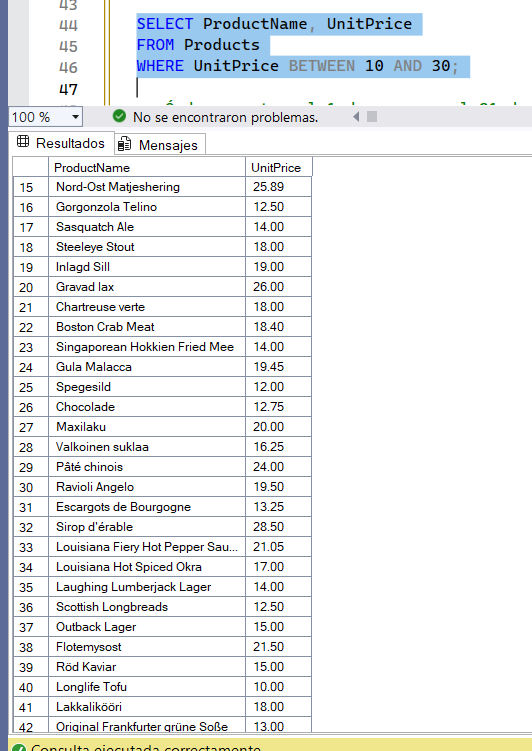 43
44 SELECT ProductName, UnitPrice
45 FROM Products
46 WHERE UnitPrice BETWEEN 10 AND 30;
47
100 % No se encontraron problemas.
Resultados Mensajes
ProductName UnitPrice
15 Nord-Ost Matjeshering 25.89
16 Gorgonzola Telino 12.50
17 Sasquatch Ale 14.00
18 Steeleye Stout 18.00
19 Inlagd Sill 19.00
20 Gravad lax 26.00
21 Chartreuse verte 18.00
22 Boston Crab Meat 18.40
23 Singaporean Hokkien Fried Mee 14.00
24 Gula Malacca 19.45
25 Spegesild 12.00
26 Chocolade 12.75
27 Maxilaku 20.00
28 Valkoinen suklaa 16.25
29 Pâté chinois 24.00
30 Ravioli Angelo 19.50
31 Escargots de Bourgogne 13.25
32 Sirop d'érable 28.50
33 Louisiana Fiery Hot Pepper Sau... 21.05
34 Louisiana Hot Spiced Okra 17.00
35 Laughing Lumberjack Lager 14.00
36 Scottish Longbreads 12.50
37 Outback Lager 15.00
38 Flotemysost 21.50
39 Röd Kaviar 15.00
40 Longlife Tofu 10.00
41 Lakkalikööri 18.00
42 Original Frankfurter grüne Soße 13.00
Consulta ejecutada correctamente